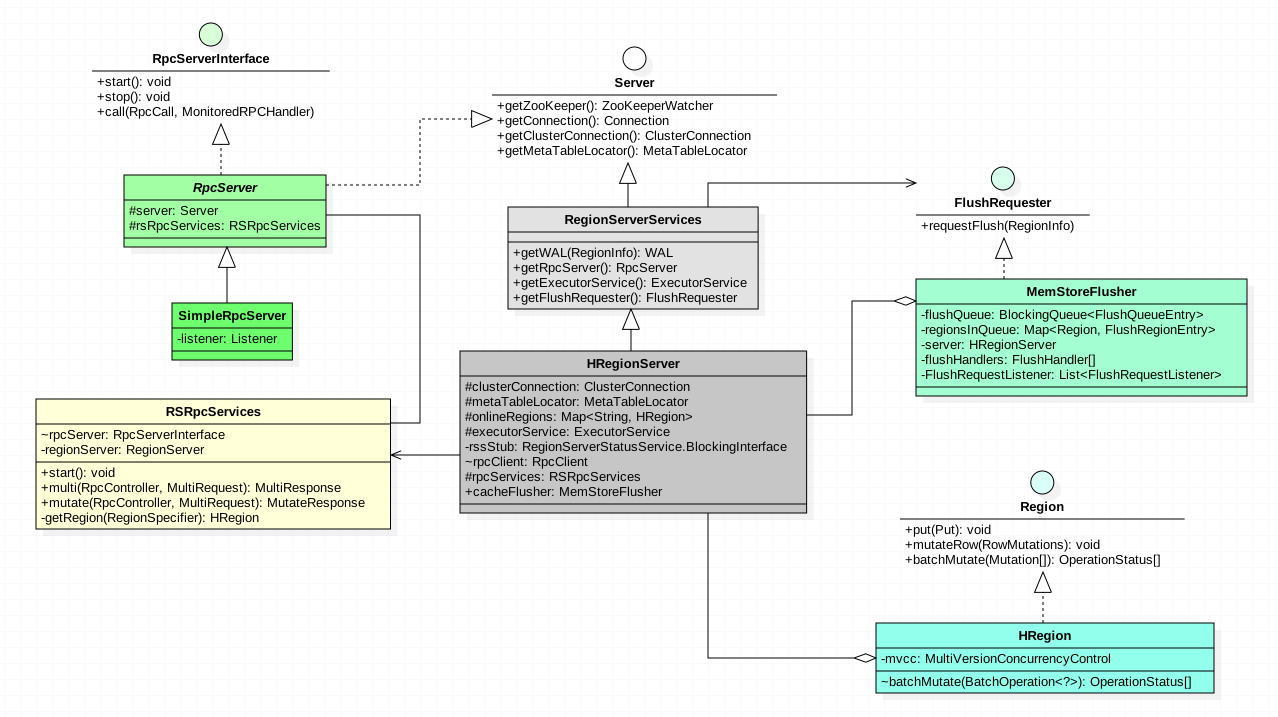 RpcServerInterface
+start(): void
+stop(): void
+call(RpcCall, MonitoredRPCHandler)
RpcServer
#server: Server
#rsRpcServices: RSRpcServices
SimpleRpcServer
-listener: Listener
RSRpcServices
~rpcServer: RpcServerInterface
-regionServer: RegionServer
+start(): void
+multi(RpcController, MultiRequest): MultiResponse
+mutate(RpcController, MultiRequest): MutateResponse
-getRegion(RegionSpecifier): HRegion
Server
+getZooKeeper(): ZooKeeperWatcher
+getConnection(): Connection
+getClusterConnection(): ClusterConnection
+getMetaTableLocator(): MetaTableLocator
RegionServerServices
+getWAL(RegionInfo): WAL
+getRpcServer(): RpcServer
+getExecutorService(): ExecutorService
+getFlushRequester(): FlushRequester
HRegionServer
#clusterConnection: ClusterConnection
#metaTableLocator: MetaTableLocator
#onlineRegions: Map<String, HRegion>
#executorService: ExecutorService
-rssStub: RegionServerStatusService.BlockingInterface
~rpcClient: RpcClient
#rpcServices: RSRpcServices
+cacheFlusher: MemStoreFlusher
FlushRequester
+requestFlush(RegionInfo)
MemStoreFlusher
-flushQueue: BlockingQueue<FlushQueueEntry>
-regionsInQueue: Map<Region, FlushRegionEntry>
-server: HRegionServer
-flushHandlers: FlushHandler[]
-FlushRequestListener: List<FlushRequestListener>
Region
+put(Put): void
+mutateRow(RowMutations): void
+batchMutate(Mutation[]): OperationStatus[]
HRegion
-mvcc: MultiVersionConcurrencyControl
~batchMutate(BatchOperation<?>): OperationStatus[]